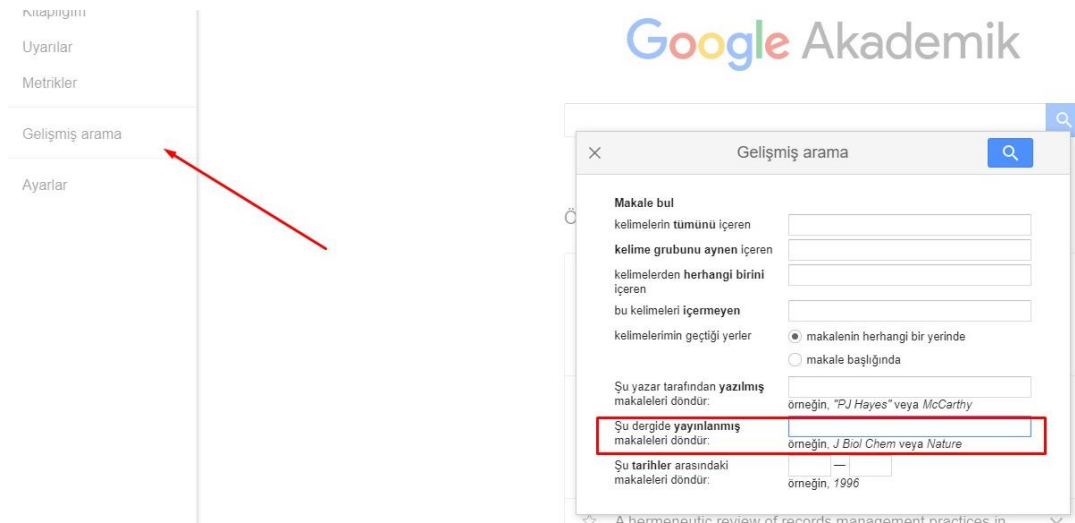 Kitaplığım
Uyarılar
Metrikler
Gelişmiş arama
Ayarlar
Google Akademik
Gelişmiş arama
Makale bul
kelimelerin tümünü içeren
kelime grubunu aynen içeren
kelimelerden herhangi birini
içeren
bu kelimeleri içermeyen
kelimelerimin geçtiği yerler
makalenin herhangi bir yerinde
makale başlığında
Şu yazar tarafından yazılmış
makaleleri döndür:
örneğin, "PJ Hayes" veya McCarthy
Şu dergide yayınlanmış
makaleleri döndür:
örneğin, J Biol Chem veya Nature
Şu tarihler arasındaki
makaleleri döndür:
—
örneğin, 1996
A hermeneutic review of records management practices in